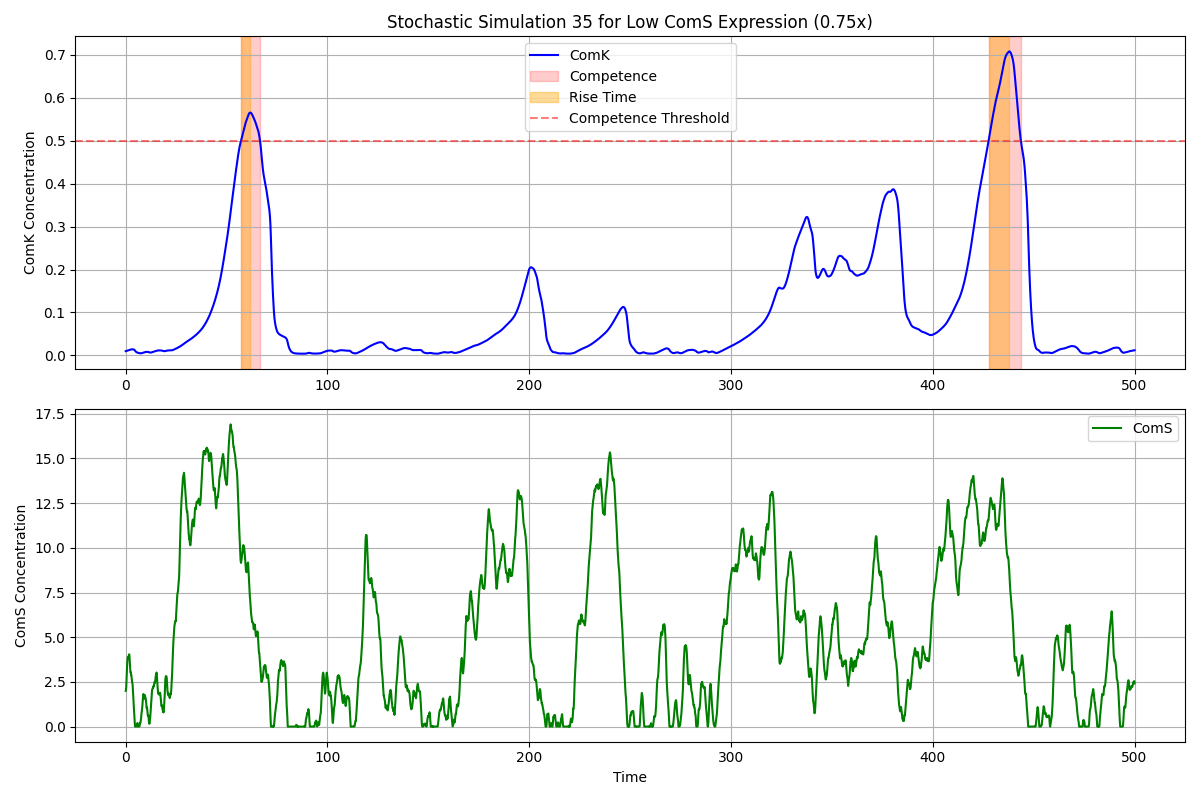 Stochastic Simulation 35 for Low ComS Expression (0.75x)
ComK
Competence
Rise Time
Competence Threshold
ComK Concentration
0.7
0.6
0.5
0.4
0.3
0.2
0.1
0.0
0 100 200 300 400 500
ComS
ComS Concentration
17.5
15.0
12.5
10.0
7.5
5.0
2.5
0.0
0 100 200 300 400 500
Time